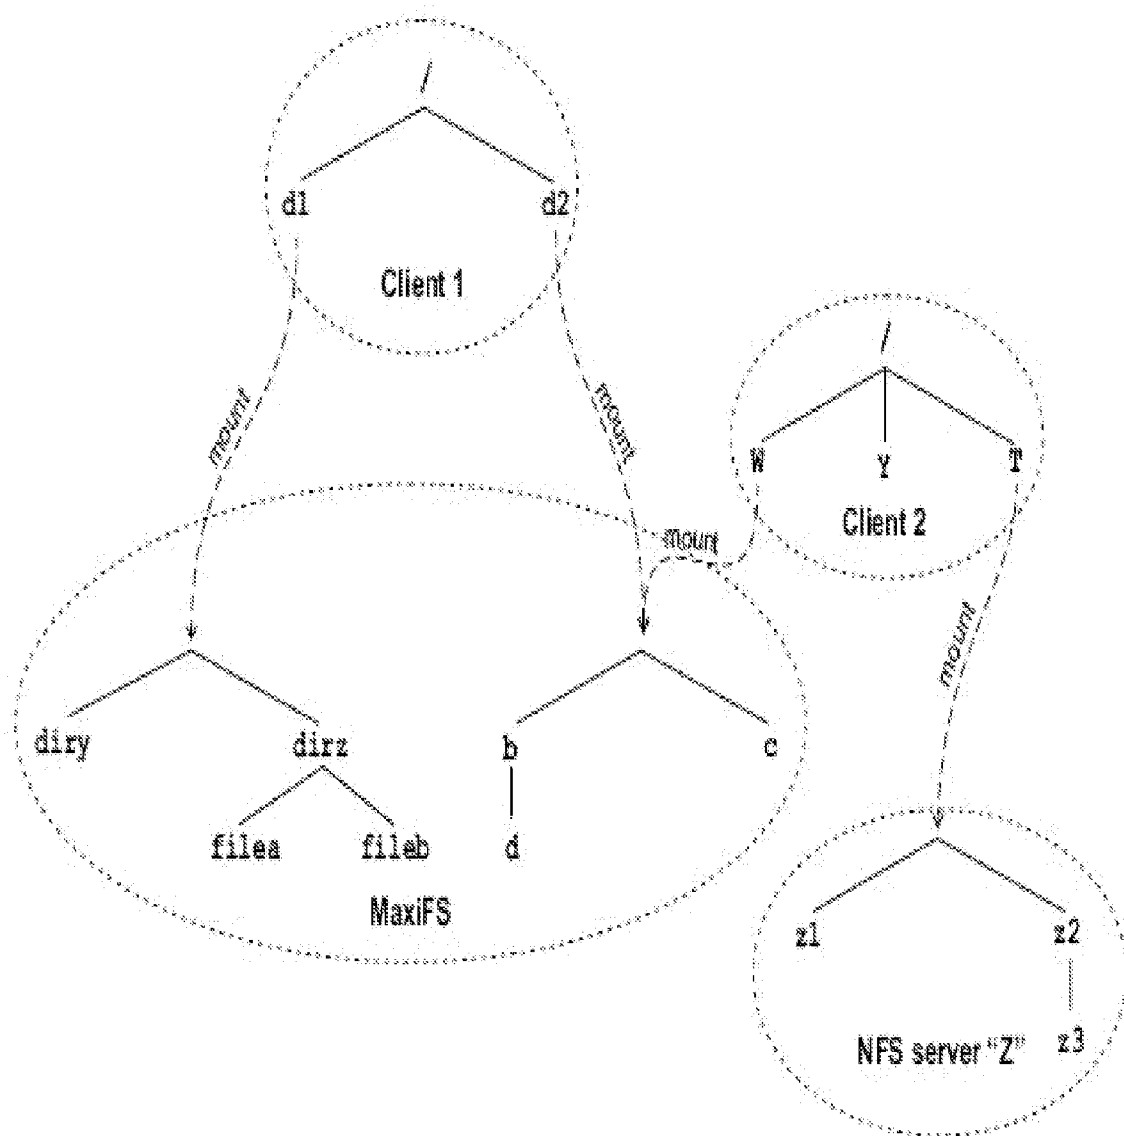 /
d1 d2
Client 1
/
mount mount
W Y T
Client 2
mount
mount
diry dirz b c
filea fileb d
MaxiFS
z1 z2
NFS server "Z" z3